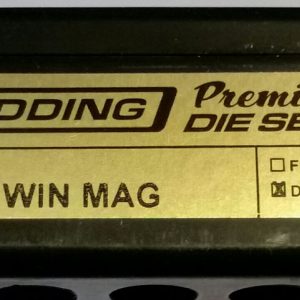 DDING Premi
DIE SE
WIN MAG
☐ F
☒ D